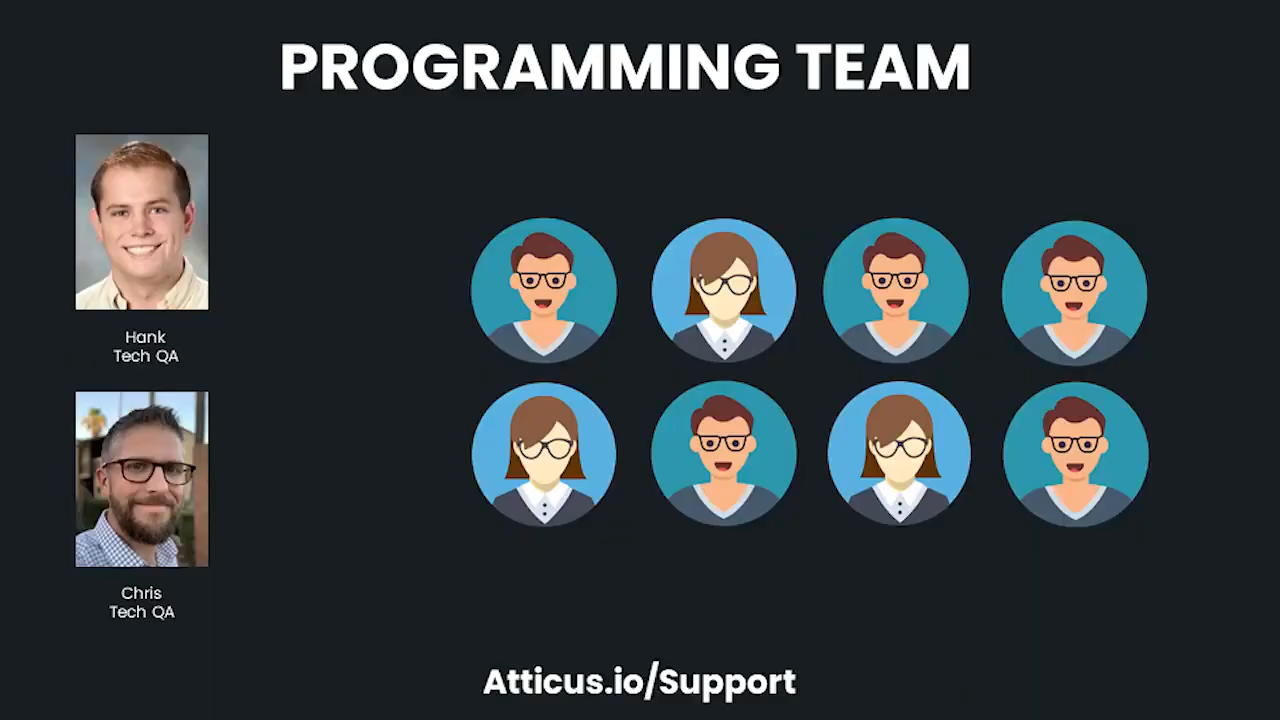 PROGRAMMING TEAM
Hank
Tech QA
Chris
Tech QA
Atticus.io/Support